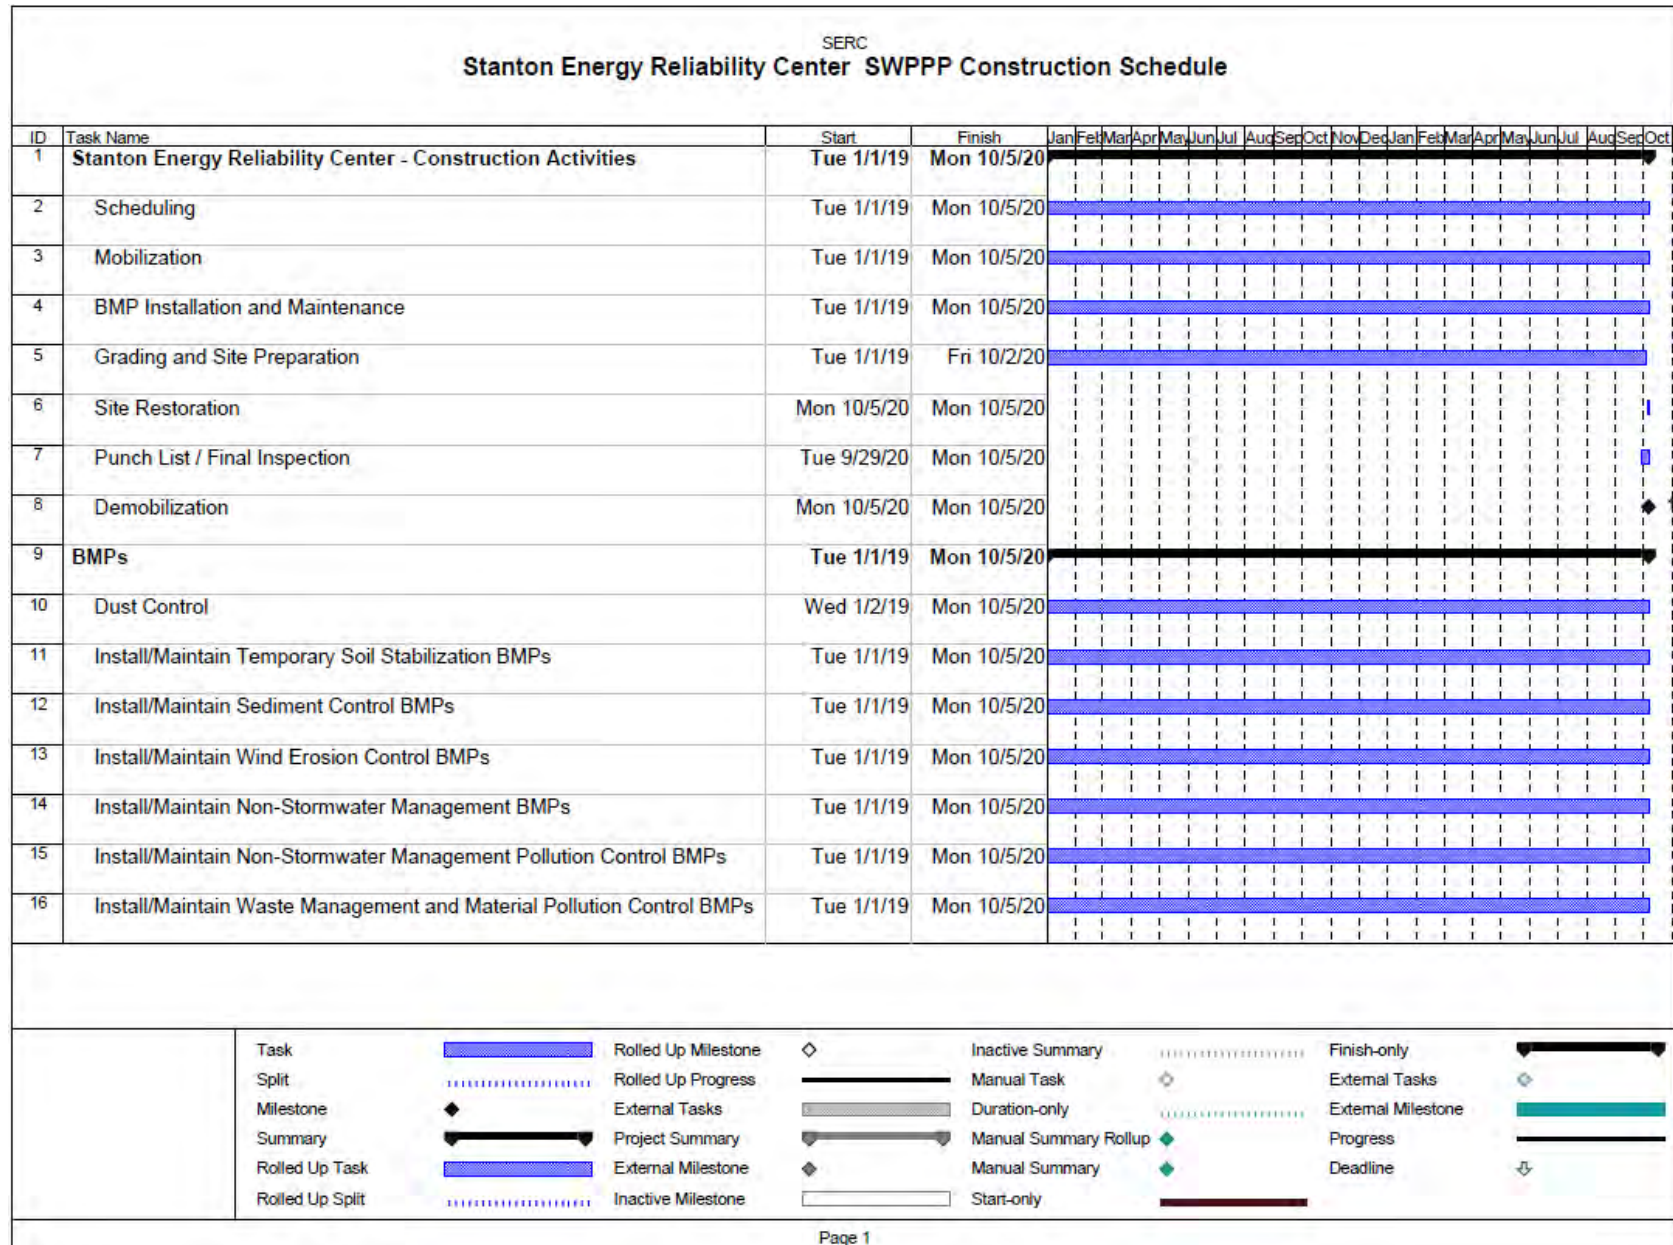 SERC
Stanton Energy Reliability Center SWPPP Construction Schedule
ID Task Name Start Finish Jan Feb Mar Apr May Jun Jul Aug Sep Oct Nov Dec Jan Feb Mar Apr May Jun Jul Aug Sep Oct
1 Stanton Energy Reliability Center - Construction Activities Tue 1/1/19 Mon 10/5/20
2 Scheduling Tue 1/1/19 Mon 10/5/20
3 Mobilization Tue 1/1/19 Mon 10/5/20
4 BMP Installation and Maintenance Tue 1/1/19 Mon 10/5/20
5 Grading and Site Preparation Tue 1/1/19 Fri 10/2/20
6 Site Restoration Mon 10/5/20 Mon 10/5/20
7 Punch List / Final Inspection Tue 9/29/20 Mon 10/5/20
8 Demobilization Mon 10/5/20 Mon 10/5/20
9 BMPs Tue 1/1/19 Mon 10/5/20
10 Dust Control Wed 1/2/19 Mon 10/5/20
11 Install/Maintain Temporary Soil Stabilization BMPs Tue 1/1/19 Mon 10/5/20
12 Install/Maintain Sediment Control BMPs Tue 1/1/19 Mon 10/5/20
13 Install/Maintain Wind Erosion Control BMPs Tue 1/1/19 Mon 10/5/20
14 Install/Maintain Non-Stormwater Management BMPs Tue 1/1/19 Mon 10/5/20
15 Install/Maintain Non-Stormwater Management Pollution Control BMPs Tue 1/1/19 Mon 10/5/20
16 Install/Maintain Waste Management and Material Pollution Control BMPs Tue 1/1/19 Mon 10/5/20
Task Rolled Up Milestone Inactive Summary Finish-only
Split Rolled Up Progress Manual Task External Tasks
Milestone External Tasks Duration-only External Milestone
Summary Project Summary Manual Summary Rollup Progress
Rolled Up Task External Milestone Manual Summary Deadline
Rolled Up Split Inactive Milestone Start-only
Page 1